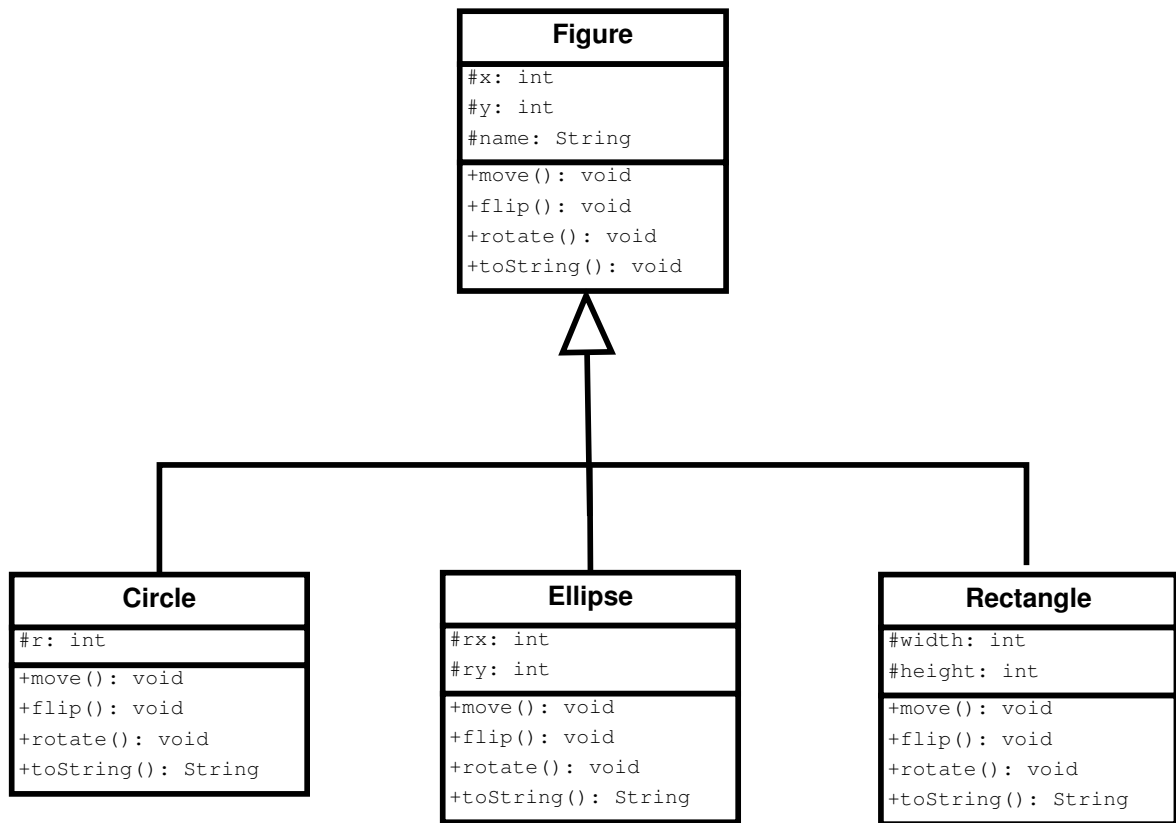 Figure
#x: int
#y: int
#name: String
+move(): void
+flip(): void
+rotate(): void
+toString(): void
Circle
#r: int
+move(): void
+flip(): void
+rotate(): void
+toString(): String
Ellipse
#rx: int
#ry: int
+move(): void
+flip(): void
+rotate(): void
+toString(): String
Rectangle
#width: int
#height: int
+move(): void
+flip(): void
+rotate(): void
+toString(): String